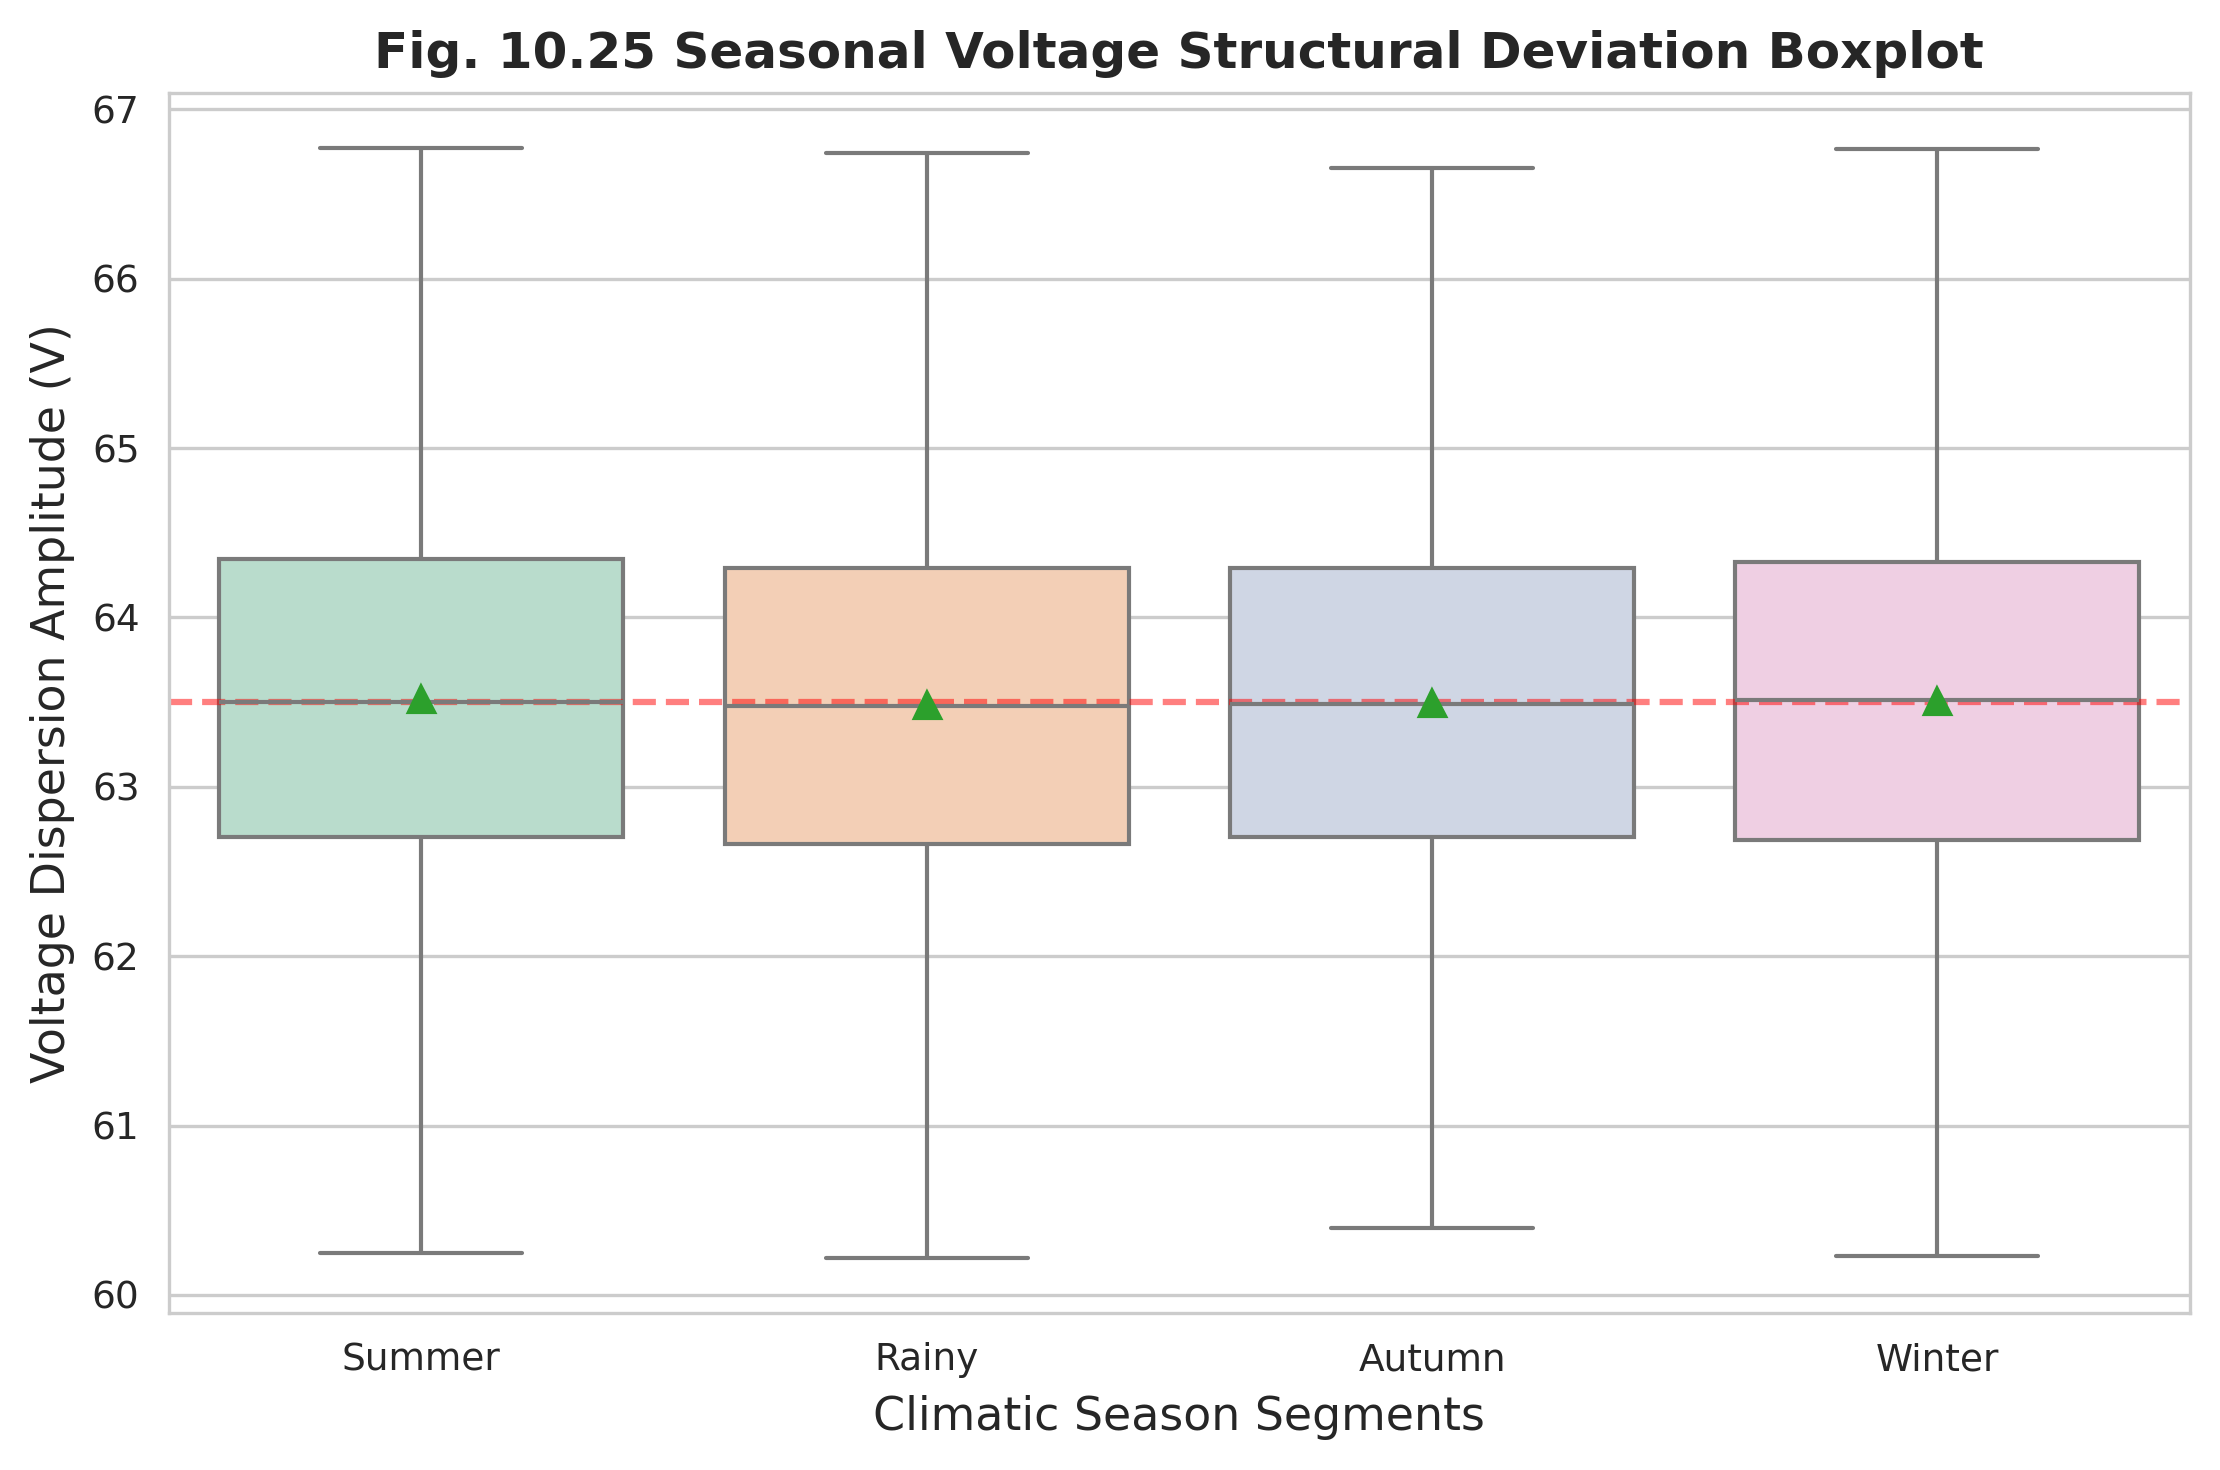 Fig. 10.25 Seasonal Voltage Structural Deviation Boxplot
Voltage Dispersion Amplitude (V)
67
66
65
64
63
62
61
60
Summer Rainy Autumn Winter
Climatic Season Segments